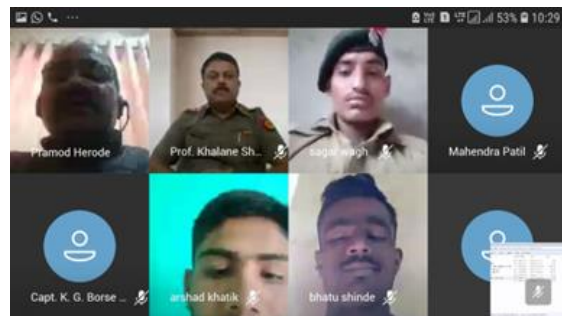 53% 10:29
Pramod Herode
Prof. Khalane Sh...
sagar wagh
Mahendra Patil
Capt. K. G. Borse ...
arshad khatik
bhatu shinde